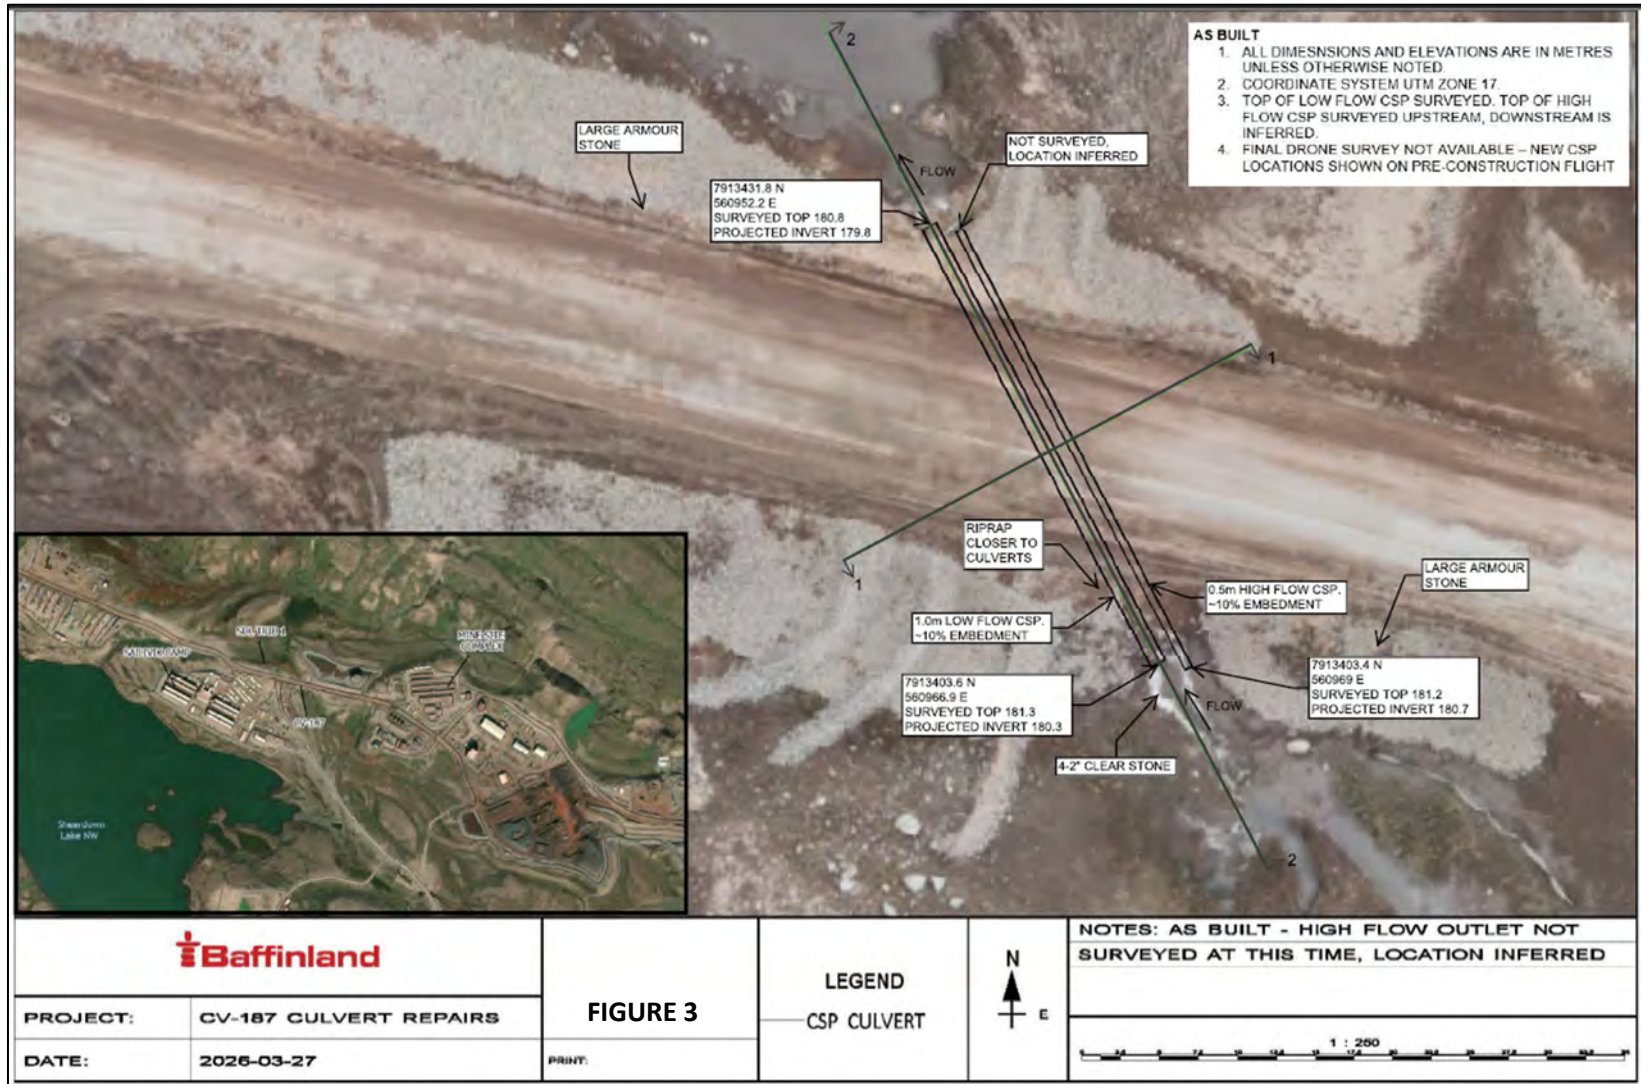 AS BUILT
1. ALL DIMESNSIONS AND ELEVATIONS ARE IN METRES
UNLESS OTHERWISE NOTED.
2. COORDINATE SYSTEM UTM ZONE 17.
3. TOP OF LOW FLOW CSP SURVEYED. TOP OF HIGH
FLOW CSP SURVEYED UPSTREAM, DOWNSTREAM IS
INFERRED.
4. FINAL DRONE SURVEY NOT AVAILABLE – NEW CSP
LOCATIONS SHOWN ON PRE-CONSTRUCTION FLIGHT
2
LARGE ARMOUR
STONE
NOT SURVEYED,
LOCATION INFERRED
FLOW
7913431.8 N
560952.2 E
SURVEYED TOP 180.8
PROJECTED INVERT 179.8
1
RIPRAP
CLOSER TO
CULVERTS
1
LARGE ARMOUR
STONE
0.5m HIGH FLOW CSP.
~10% EMBEDMENT
1.0m LOW FLOW CSP.
~10% EMBEDMENT
7913403.6 N
560966.9 E
SURVEYED TOP 181.3
PROJECTED INVERT 180.3
7913403.4 N
560969 E
SURVEYED TOP 181.2
PROJECTED INVERT 180.7
FLOW
4-2" CLEAR STONE
2
MINE SITE
COMPLEX
CV-187
Sheardown
Lake NW
Baffinland
PROJECT: CV-187 CULVERT REPAIRS
DATE: 2026-03-27
FIGURE 3
PRINT:
LEGEND
CSP CULVERT
N
E
NOTES: AS BUILT - HIGH FLOW OUTLET NOT
SURVEYED AT THIS TIME, LOCATION INFERRED
1 : 250